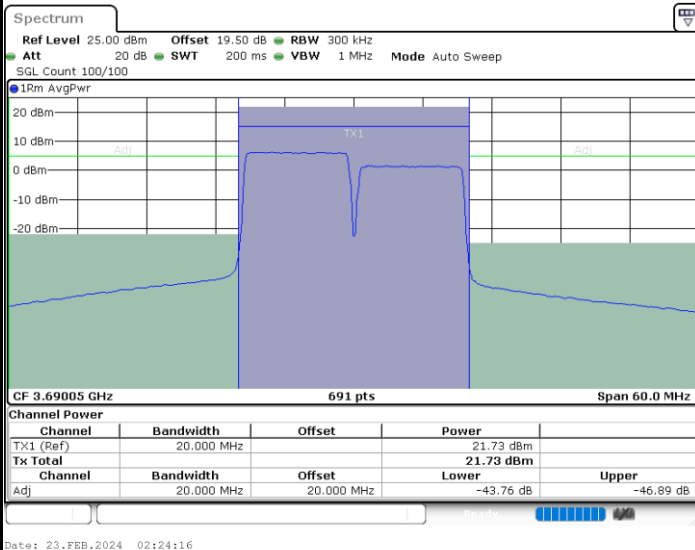 Spectrum
Ref Level 25.00 dBm Offset 19.50 dB RBW 300 kHz
Att 20 dB SWT 200 ms VBW 1 MHz Mode Auto Sweep
SGL Count 100/100
1Rm AvgPwr
20 dBm
TX1
10 dBm
Adj Adj
0 dBm
-10 dBm
-20 dBm
CF 3.69005 GHz 691 pts Span 60.0 MHz
Channel Power
Channel Bandwidth Offset Power
TX1 (Ref) 20.000 MHz 21.73 dBm
Tx Total 21.73 dBm
Channel Bandwidth Offset Lower Upper
Adj 20.000 MHz 20.000 MHz -43.76 dB -46.89 dB
Ready
Date: 23.FEB.2024 02:24:16